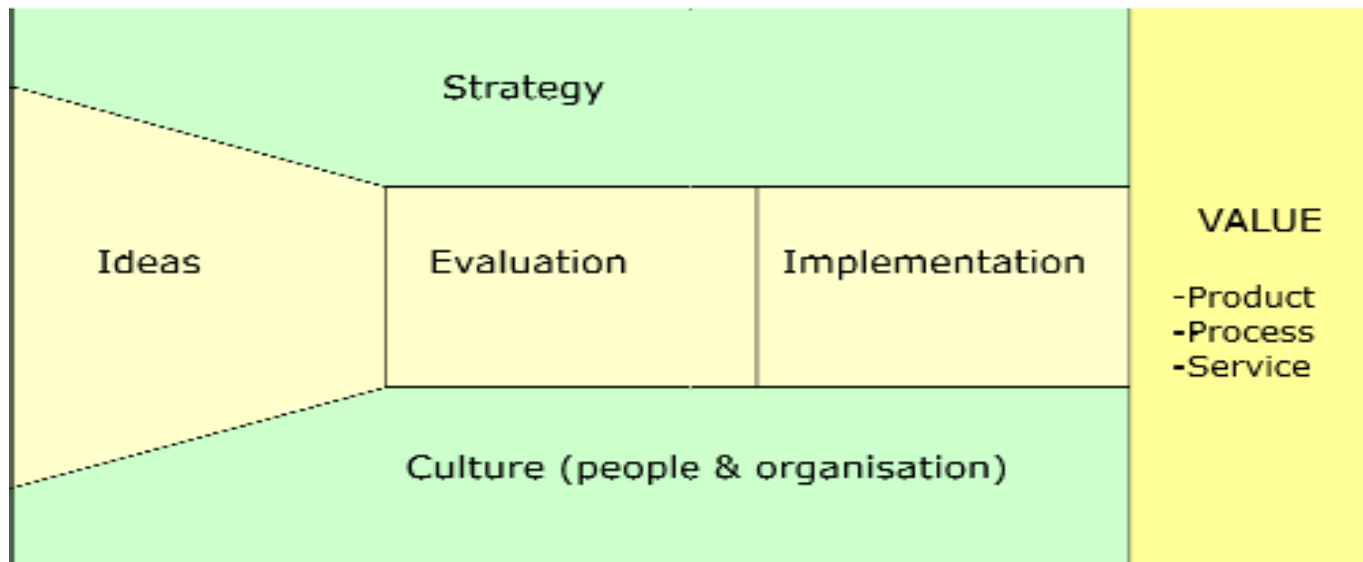 Strategy
Ideas
Evaluation
Implementation
VALUE
-Product
-Process
-Service
Culture (people & organisation)